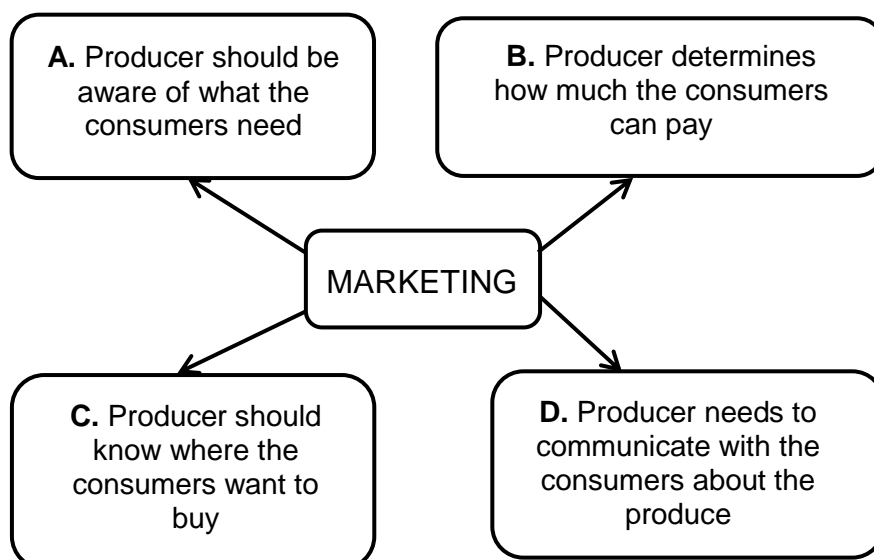 A. Producer should be
aware of what the
consumers need
B. Producer determines
how much the consumers
can pay
MARKETING
C. Producer should
know where the
consumers want to
buy
D. Producer needs to
communicate with the
consumers about the
produce